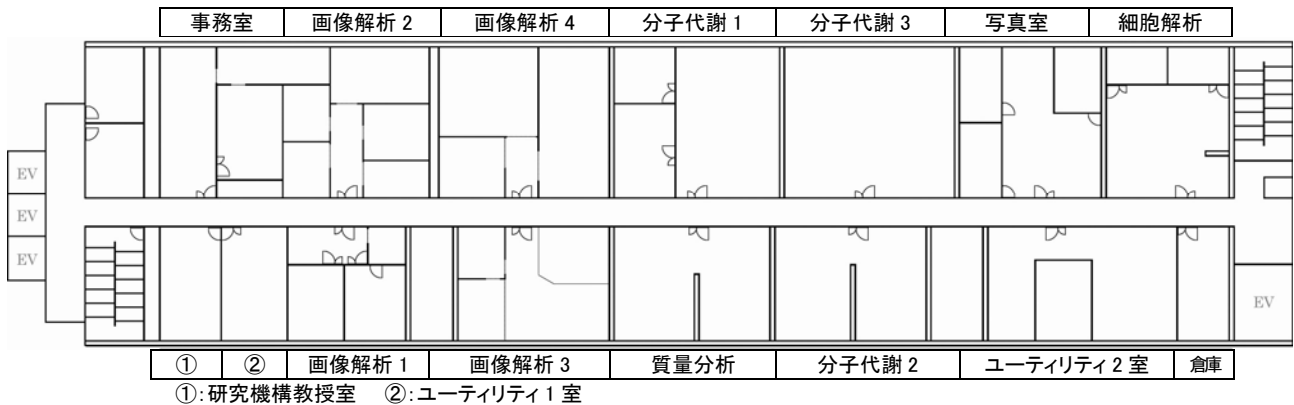 事務室 画像解析 2 画像解析 4 分子代謝 1 分子代謝 3 写真室 細胞解析
EV
EV
EV
EV
① ② 画像解析 1 画像解析 3 質量分析 分子代謝 2 ユーティリティ 2 室 倉庫
①：研究機構教授室 ②：ユーティリティ 1 室